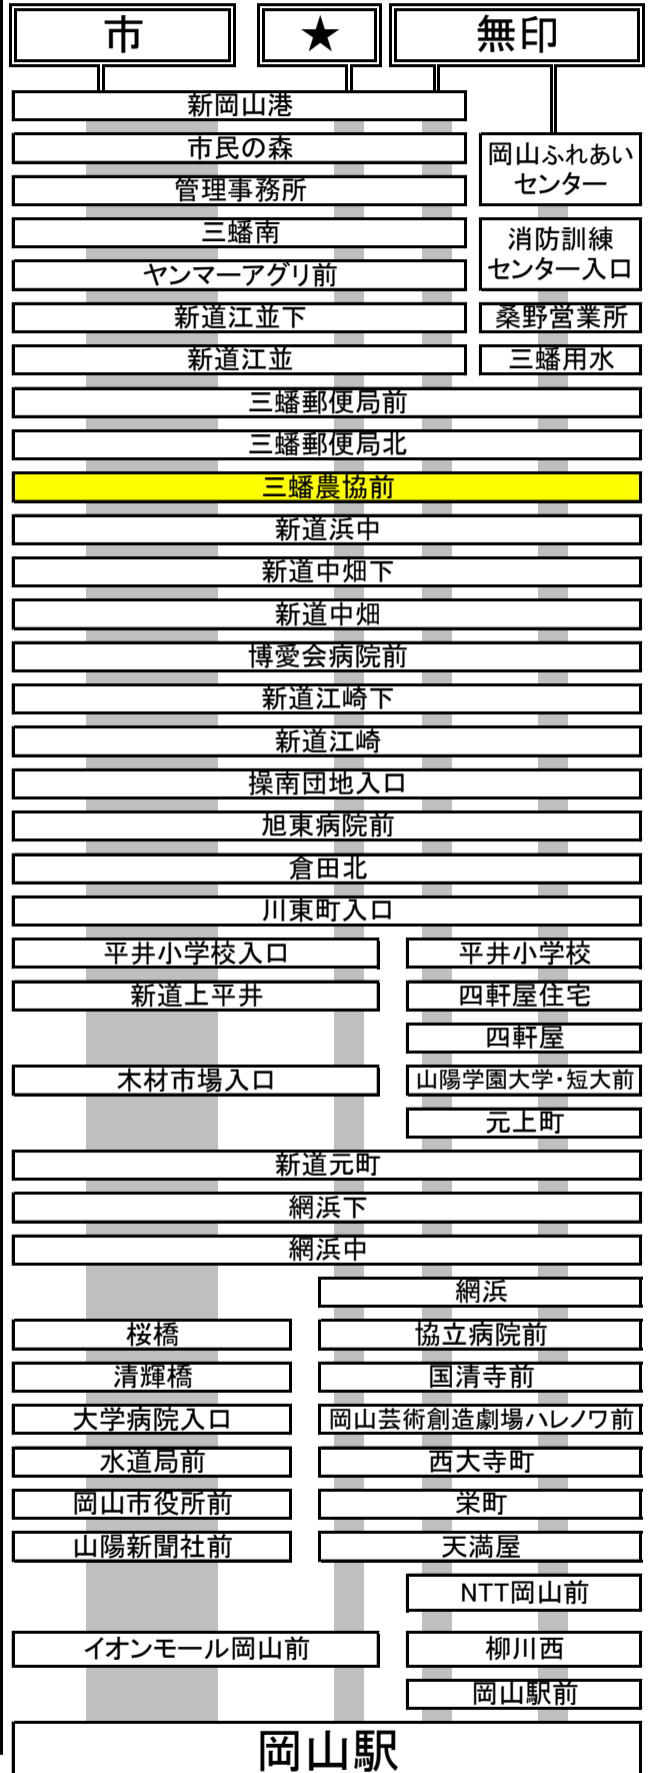 市 ★ 無印
新岡山港
市民の森 岡山ふれあい
管理事務所 センター
三蟠南 消防訓練
ヤンマーアグリ前 センター入口
新道江並下 桑野営業所
新道江並 三蟠用水
三蟠郵便局前
三蟠郵便局北
三蟠農協前
新道浜中
新道中畑下
新道中畑
博愛会病院前
新道江崎下
新道江崎
操南団地入口
旭東病院前
倉田北
川東町入口
平井小学校入口 平井小学校
新道上平井 四軒屋住宅
四軒屋
木材市場入口 山陽学園大学・短大前
元上町
新道元町
網浜下
網浜中
網浜
桜橋 協立病院前
清輝橋 国清寺前
大学病院入口 岡山芸術創造劇場ハレノワ前
水道局前 西大寺町
岡山市役所前 栄町
山陽新聞社前 天満屋
NTT岡山前
イオンモール岡山前 柳川西
岡山駅前
岡山駅